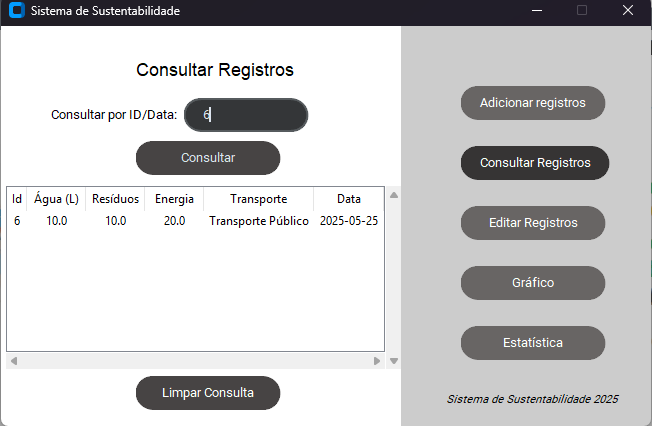 Sistema de Sustentabilidade
Consultar Registros
Consultar por ID/Data: 6
Consultar
Id Água (L) Resíduos Energia Transporte Data
6 10.0 10.0 20.0 Transporte Público 2025-05-25
Limpar Consulta
Adicionar registros
Consultar Registros
Editar Registros
Gráfico
Estatística
Sistema de Sustentabilidade 2025